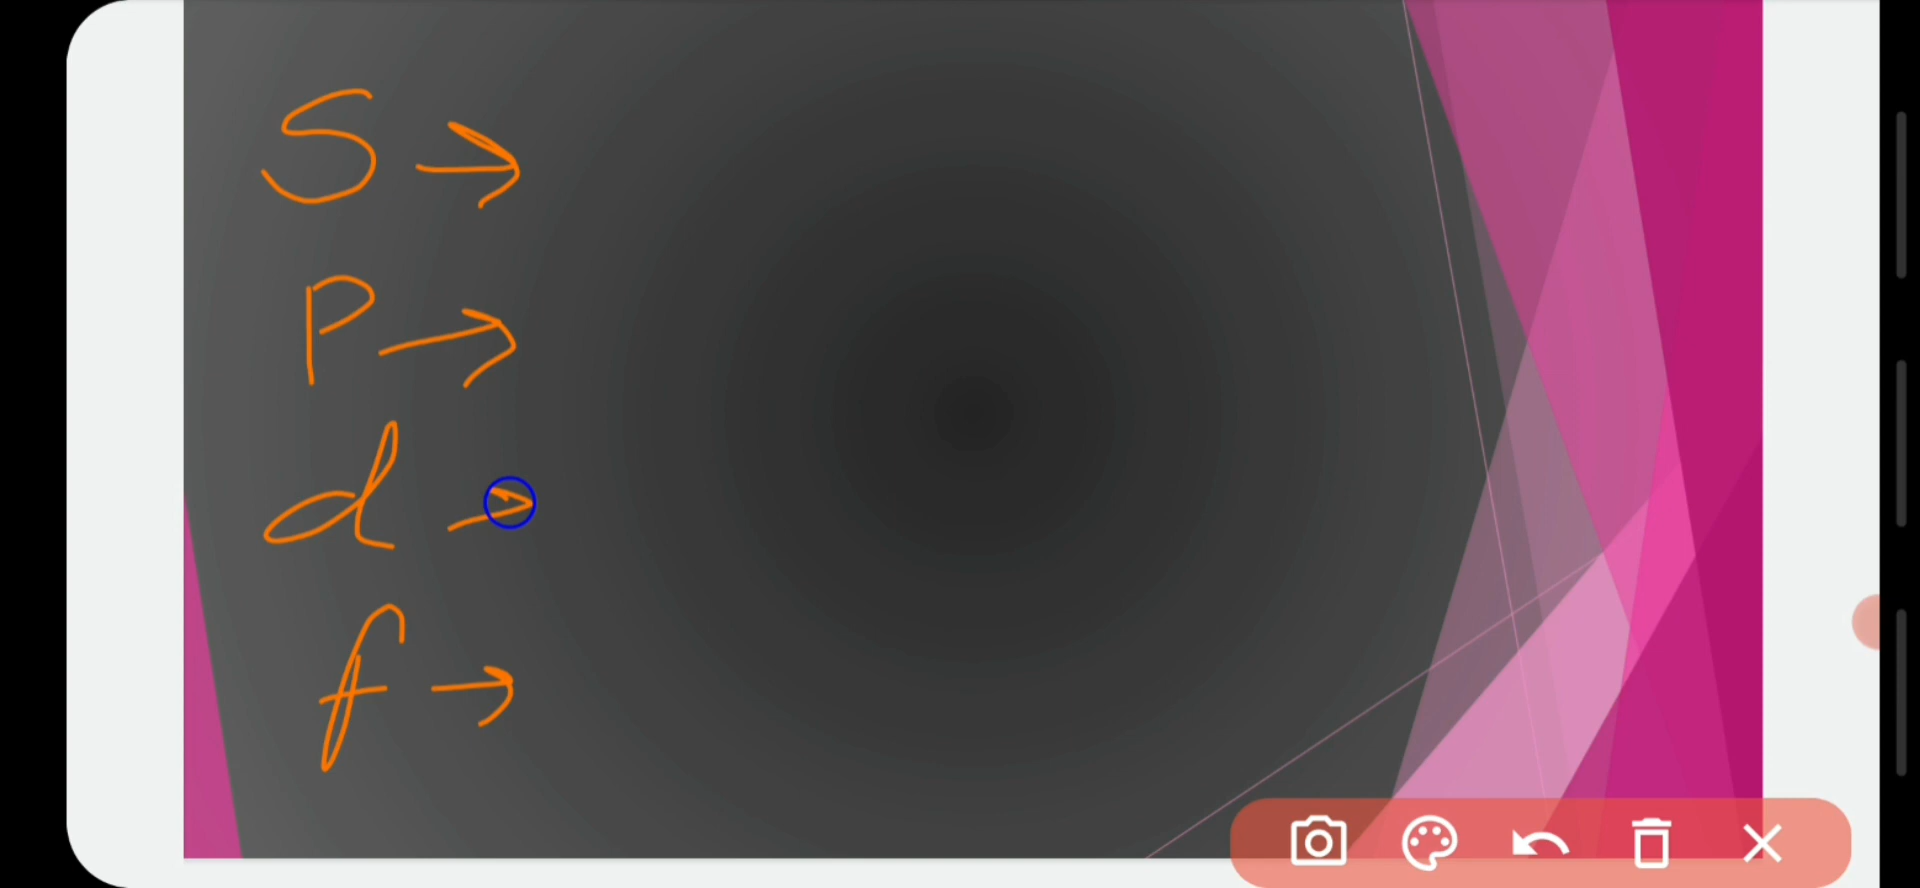 S →
P →
d →
f →